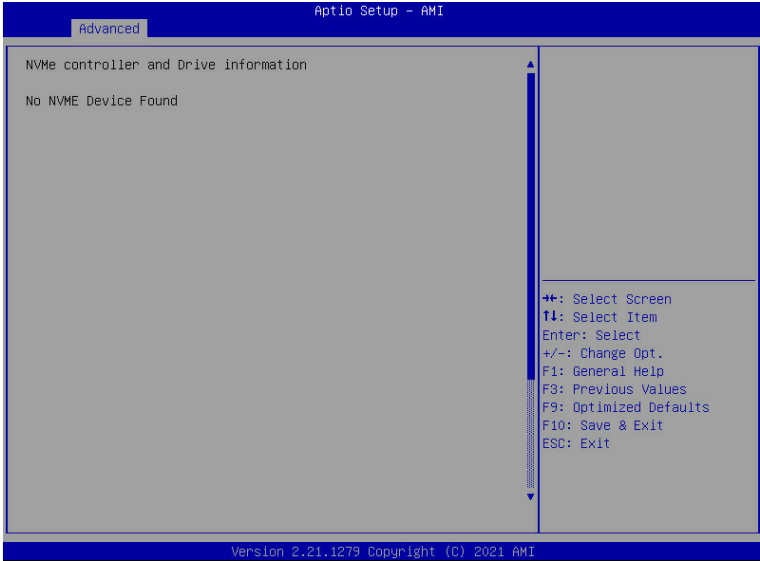 Aptio Setup – AMI
Advanced
NVMe controller and Drive information
No NVME Device Found
→←: Select Screen
↑↓: Select Item
Enter: Select
+/-: Change Opt.
F1: General Help
F3: Previous Values
F9: Optimized Defaults
F10: Save & Exit
ESC: Exit
Version 2.21.1279 Copyright (C) 2021 AMI